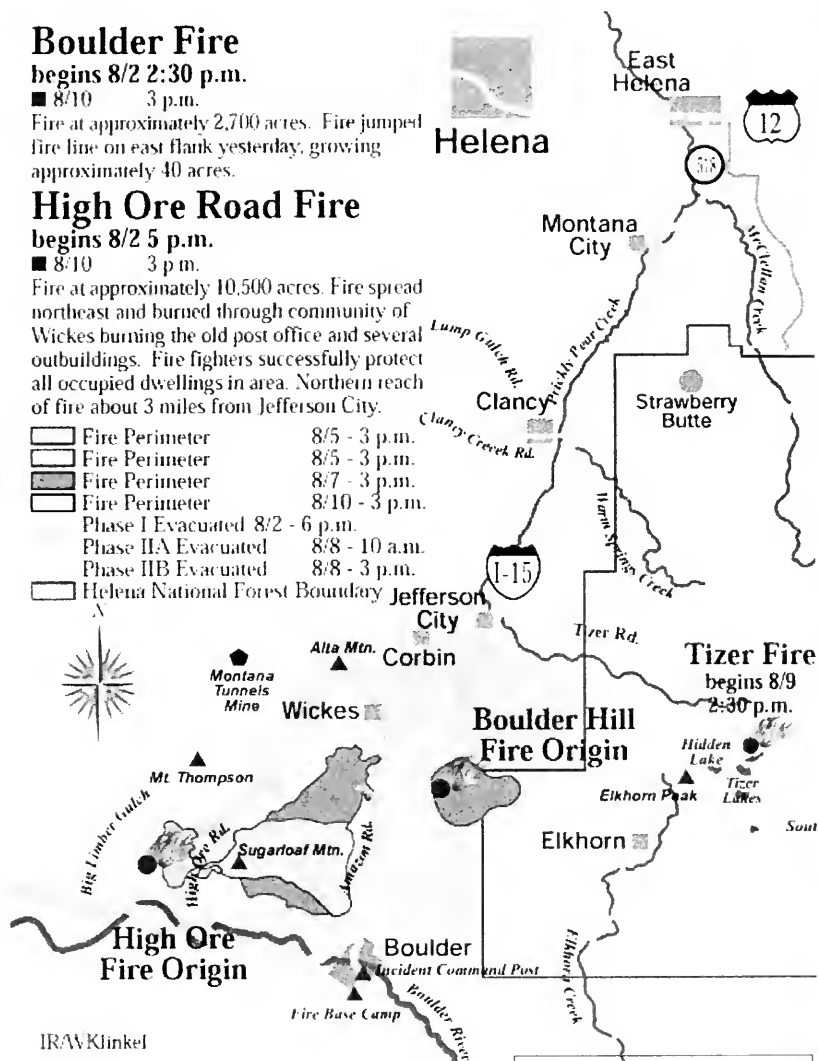 Boulder Fire
begins 8/2 2:30 p.m.
8/10 3 p.m.
Fire at approximately 2,700 acres. Fire jumped
fire line on east flank yesterday, growing
approximately 40 acres.
High Ore Road Fire
begins 8/2 5 p.m.
8/10 3 p.m.
Fire at approximately 10,500 acres. Fire spread
northeast and burned through community of
Wickes burning the old post office and several
outbuildings. Fire fighters successfully protect
all occupied dwellings in area. Northern reach
of fire about 3 miles from Jefferson City.
Fire Perimeter 8/5 - 3 p.m.
Fire Perimeter 8/5 - 3 p.m.
Fire Perimeter 8/7 - 3 p.m.
Fire Perimeter 8/10 - 3 p.m.
Phase I Evacuated 8/2 - 6 p.m.
Phase IIA Evacuated 8/8 - 10 a.m.
Phase IIB Evacuated 8/8 - 3 p.m.
Helena National Forest Boundary
N
Helena
East
Helena
12
518
Montana
City
McClellan Creek
Lump Gulch Rd.
Prickly Pear Creek
Clancy
Clancy Creek Rd.
Strawberry
Butte
Warm Springs Creek
I-15
Jefferson
City
Corbin
Alta Mtn.
Montana
Tunnels
Mine
Wickes
Tizer Rd.
Tizer Fire
begins 8/9
2:30 p.m.
Boulder Hill
Fire Origin
Hidden
Lake
Tizer
Lakes
Elkhorn Peak
Sout
Elkhorn
Elkhorn Creek
Mt. Thompson
Big Limber Gulch
High Ore Rd.
Sugarloaf Mtn.
Amazon Rd.
High Ore
Fire Origin
Boulder
Incident Command Post
Fire Base Camp
Boulder River
IR/WKlinkel